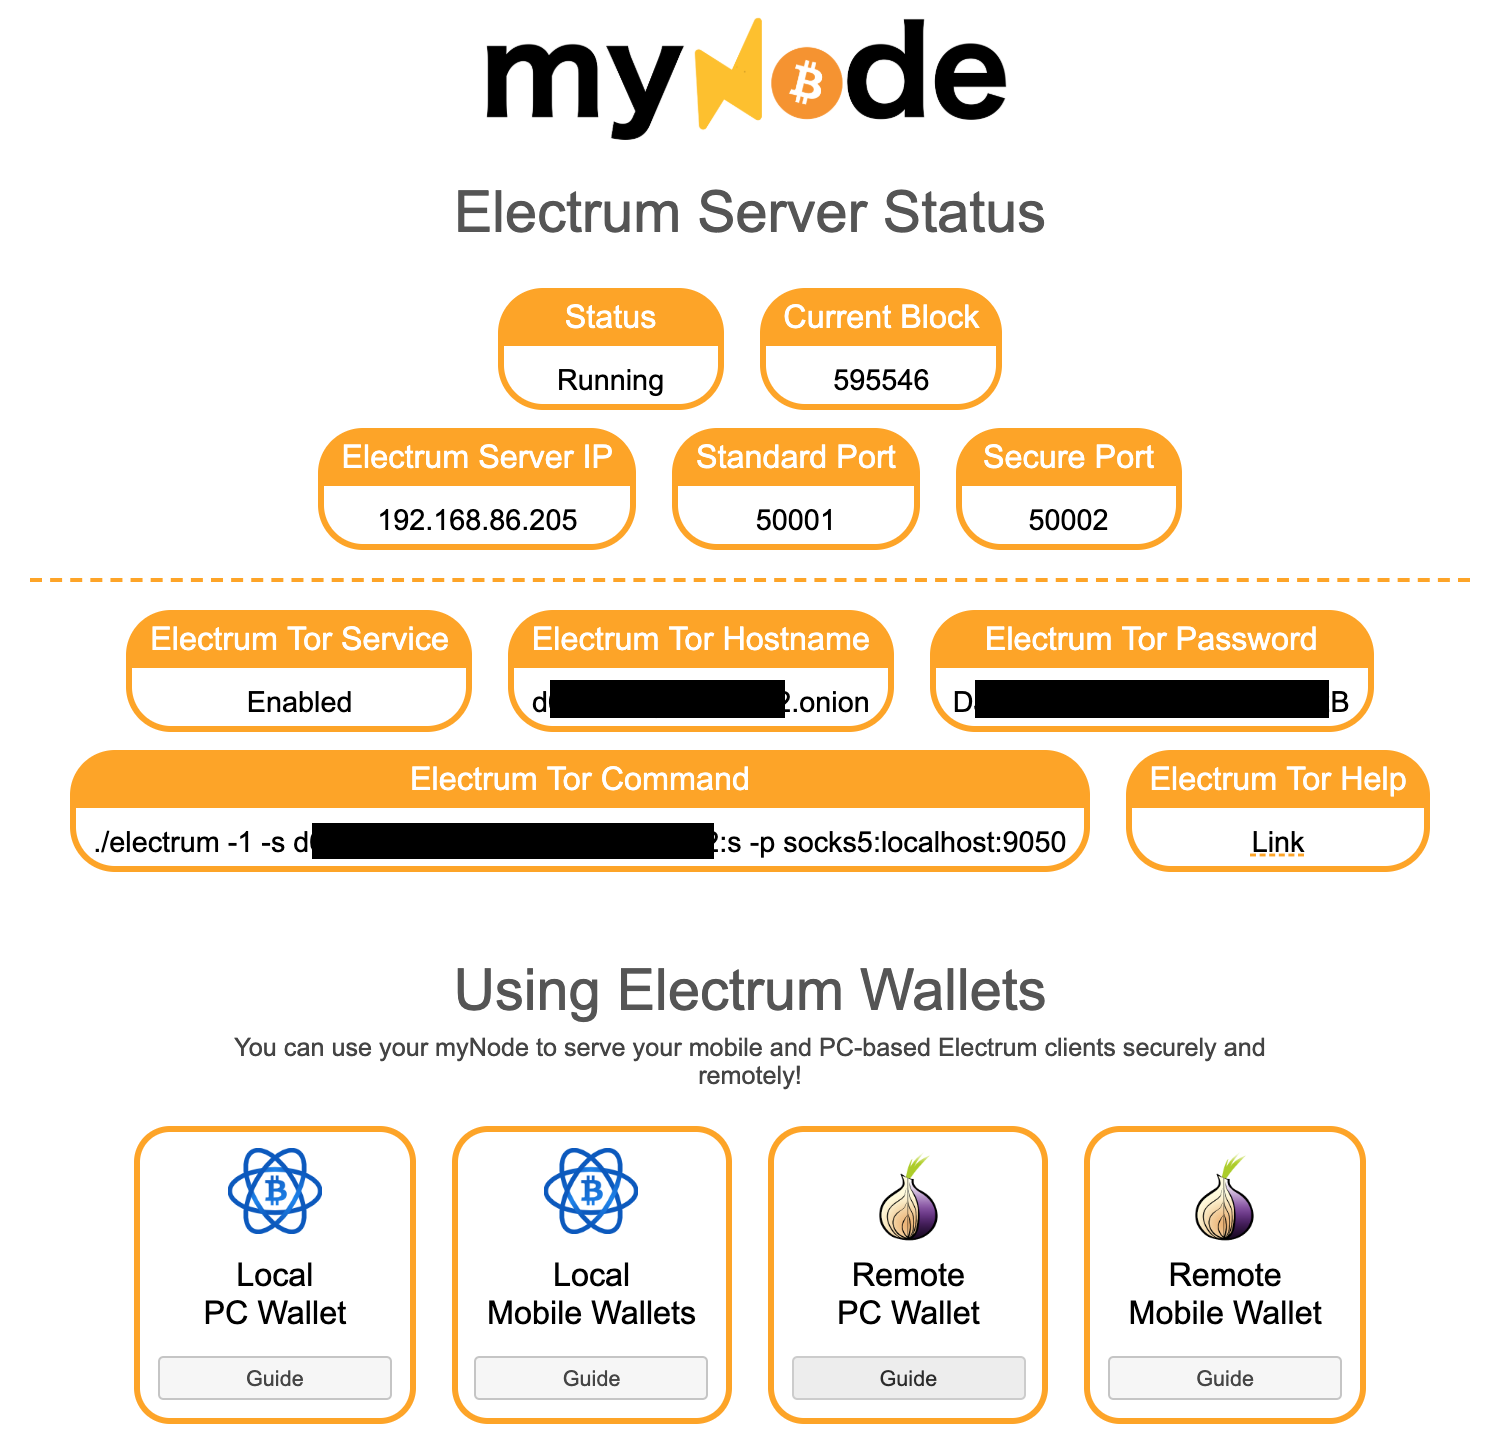 myNode
Electrum Server Status
Status
Current Block
Running
595546
Electrum Server IP
Standard Port
Secure Port
192.168.86.205
50001
50002
Electrum Tor Service
Electrum Tor Hostname
Electrum Tor Password
Enabled
d 2.onion
D B
Electrum Tor Command
Electrum Tor Help
./electrum -1 -s d 2:s -p socks5:localhost:9050
Link
Using Electrum Wallets
You can use your myNode to serve your mobile and PC-based Electrum clients securely and
remotely!
Local
PC Wallet
Guide
Local
Mobile Wallets
Guide
Remote
PC Wallet
Guide
Remote
Mobile Wallet
Guide